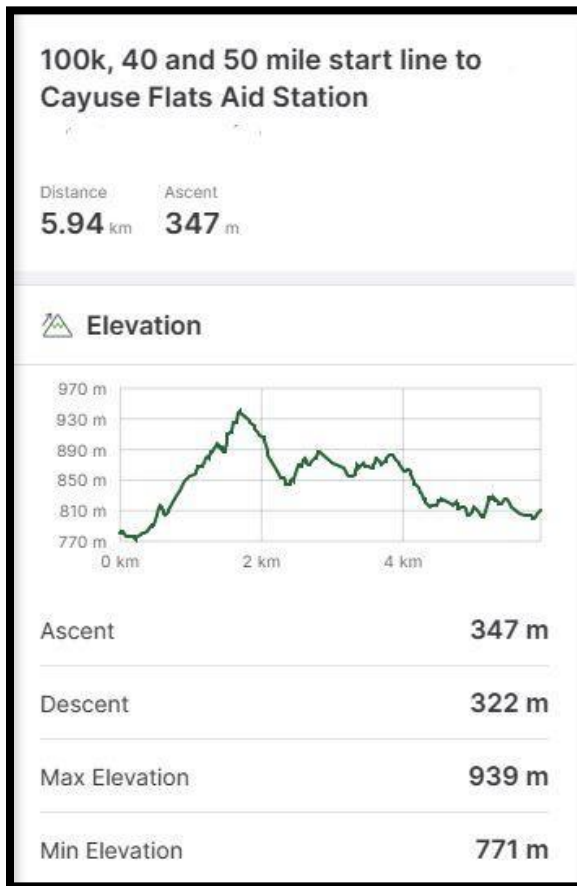 100k, 40 and 50 mile start line to
Cayuse Flats Aid Station
Distance Ascent
5.94 km 347 m
Elevation
970 m
930 m
890 m
850 m
810 m
770 m
0 km 2 km 4 km
Ascent 347 m
Descent 322 m
Max Elevation 939 m
Min Elevation 771 m